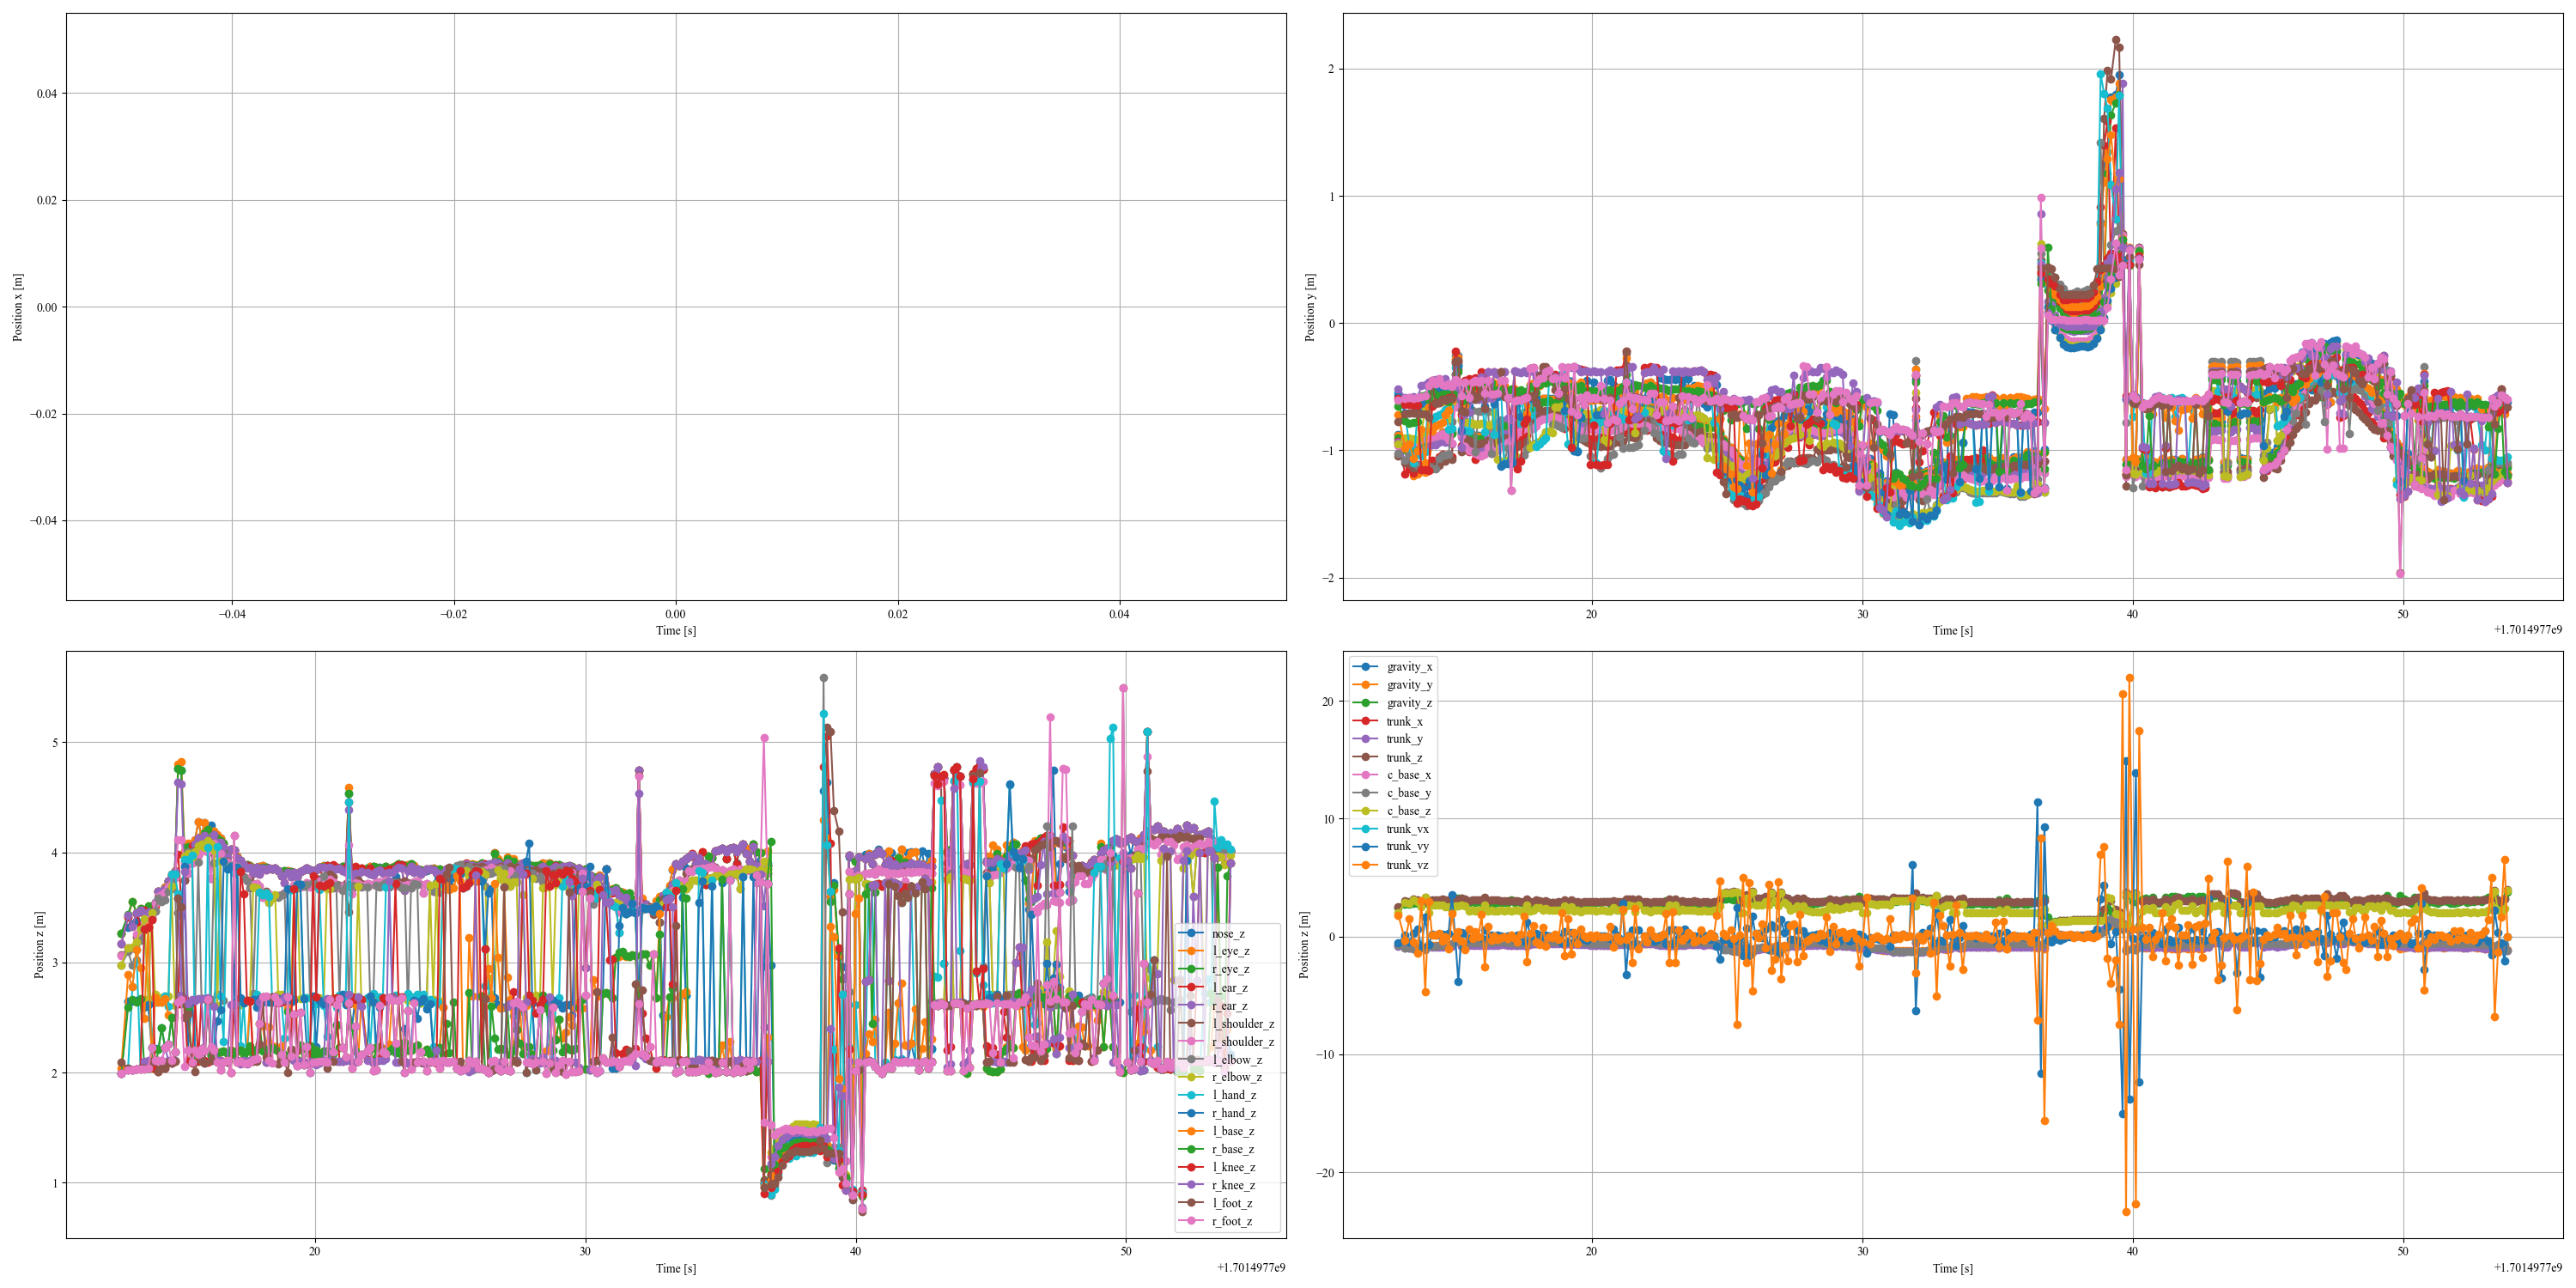 0.04
0.02
0.00
−0.02
−0.04
Position x [m]
−0.04
−0.02
0.00
0.02
0.04
Time [s]
2
1
0
−1
−2
Position y [m]
20
30
40
50
Time [s]
+1.7014977e9
5
4
3
2
1
Position z [m]
nose_z
l_eye_z
r_eye_z
l_ear_z
r_ear_z
l_shoulder_z
r_shoulder_z
l_elbow_z
r_elbow_z
l_hand_z
r_hand_z
l_base_z
r_base_z
l_knee_z
r_knee_z
l_foot_z
r_foot_z
20
30
40
50
Time [s]
+1.7014977e9
20
10
0
−10
−20
Position z [m]
gravity_x
gravity_y
gravity_z
trunk_x
trunk_y
trunk_z
c_base_x
c_base_y
c_base_z
trunk_vx
trunk_vy
trunk_vz
20
30
40
50
Time [s]
+1.7014977e9